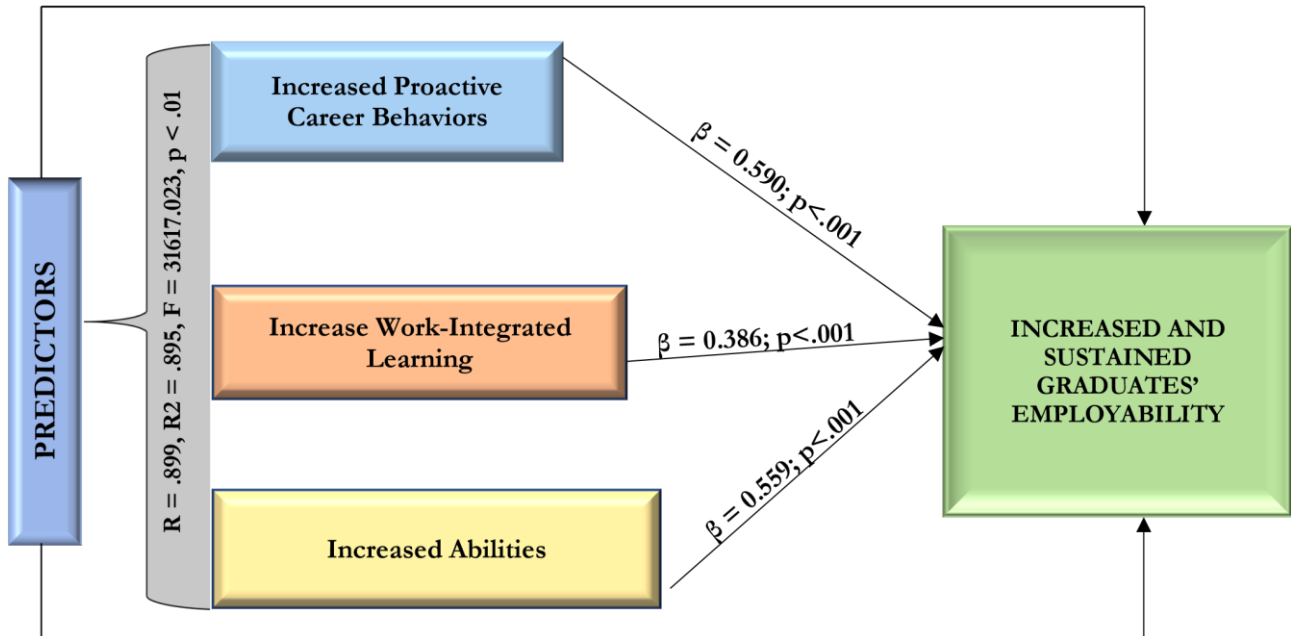 PREDICTORS
R = .899, R2 = .895, F = 31617.023, p < .01
Increased Proactive
Career Behaviors
β = 0.590; p<.001
Increase Work-Integrated
Learning
β = 0.386; p<.001
Increased Abilities
β = 0.559; p<.001
INCREASED AND
SUSTAINED
GRADUATES’
EMPLOYABILITY